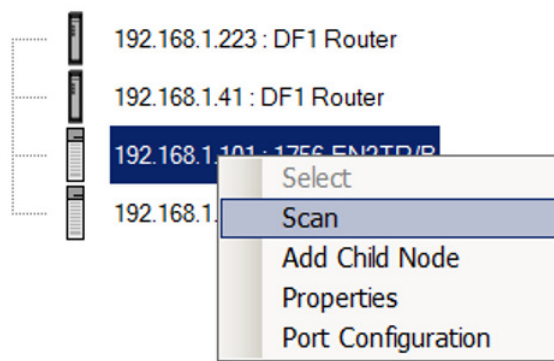 192.168.1.223 : DF1 Router
192.168.1.41 : DF1 Router
192.168.1.101 : 1756-EN2TR/B
192.168.1.
Select
Scan
Add Child Node
Properties
Port Configuration